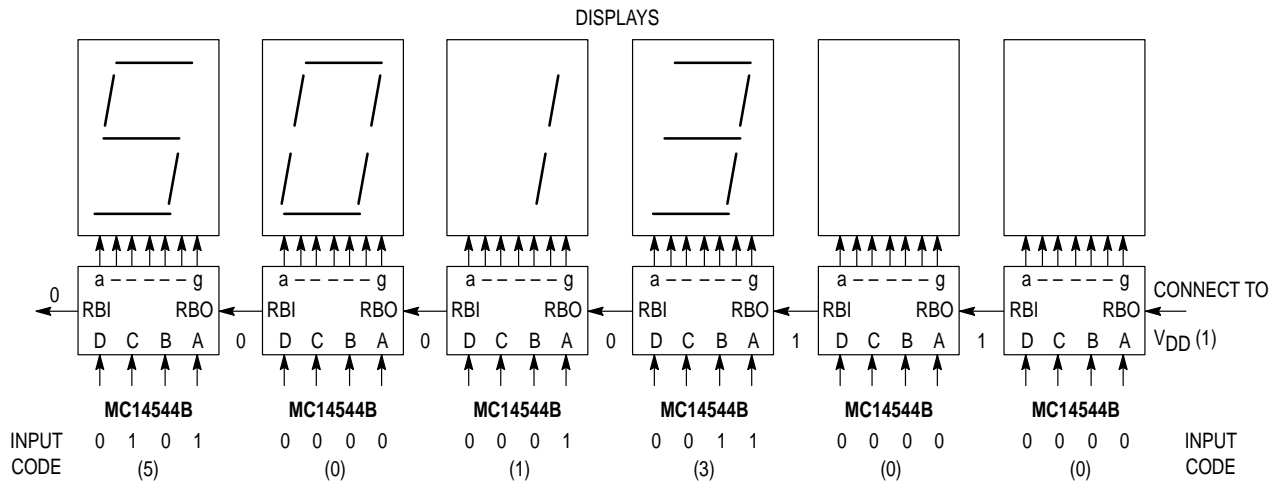 DISPLAYS
a – – – – – g a – – – – – g a – – – – – g a – – – – – g a – – – – – g a – – – – – g
0 CONNECT TO
RBI RBO RBI RBO RBI RBO RBI RBO RBI RBO RBI RBO
D C B A 0 D C B A 0 D C B A 0 D C B A 1 D C B A 1 D C B A VDD (1)
MC14544B MC14544B MC14544B MC14544B MC14544B MC14544B
INPUT 0 1 0 1 0 0 0 0 0 0 0 1 0 0 1 1 0 0 0 0 0 0 0 0 INPUT
CODE (5) (0) (1) (3) (0) (0) CODE